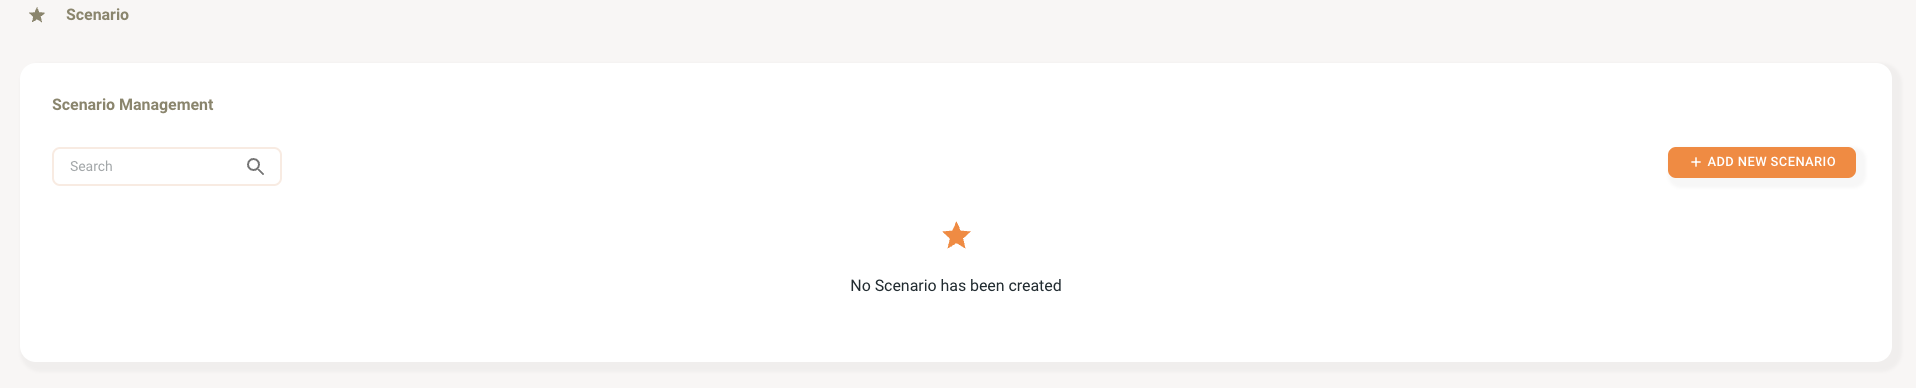 Scenario
Scenario Management
Search
+ ADD NEW SCENARIO
No Scenario has been created